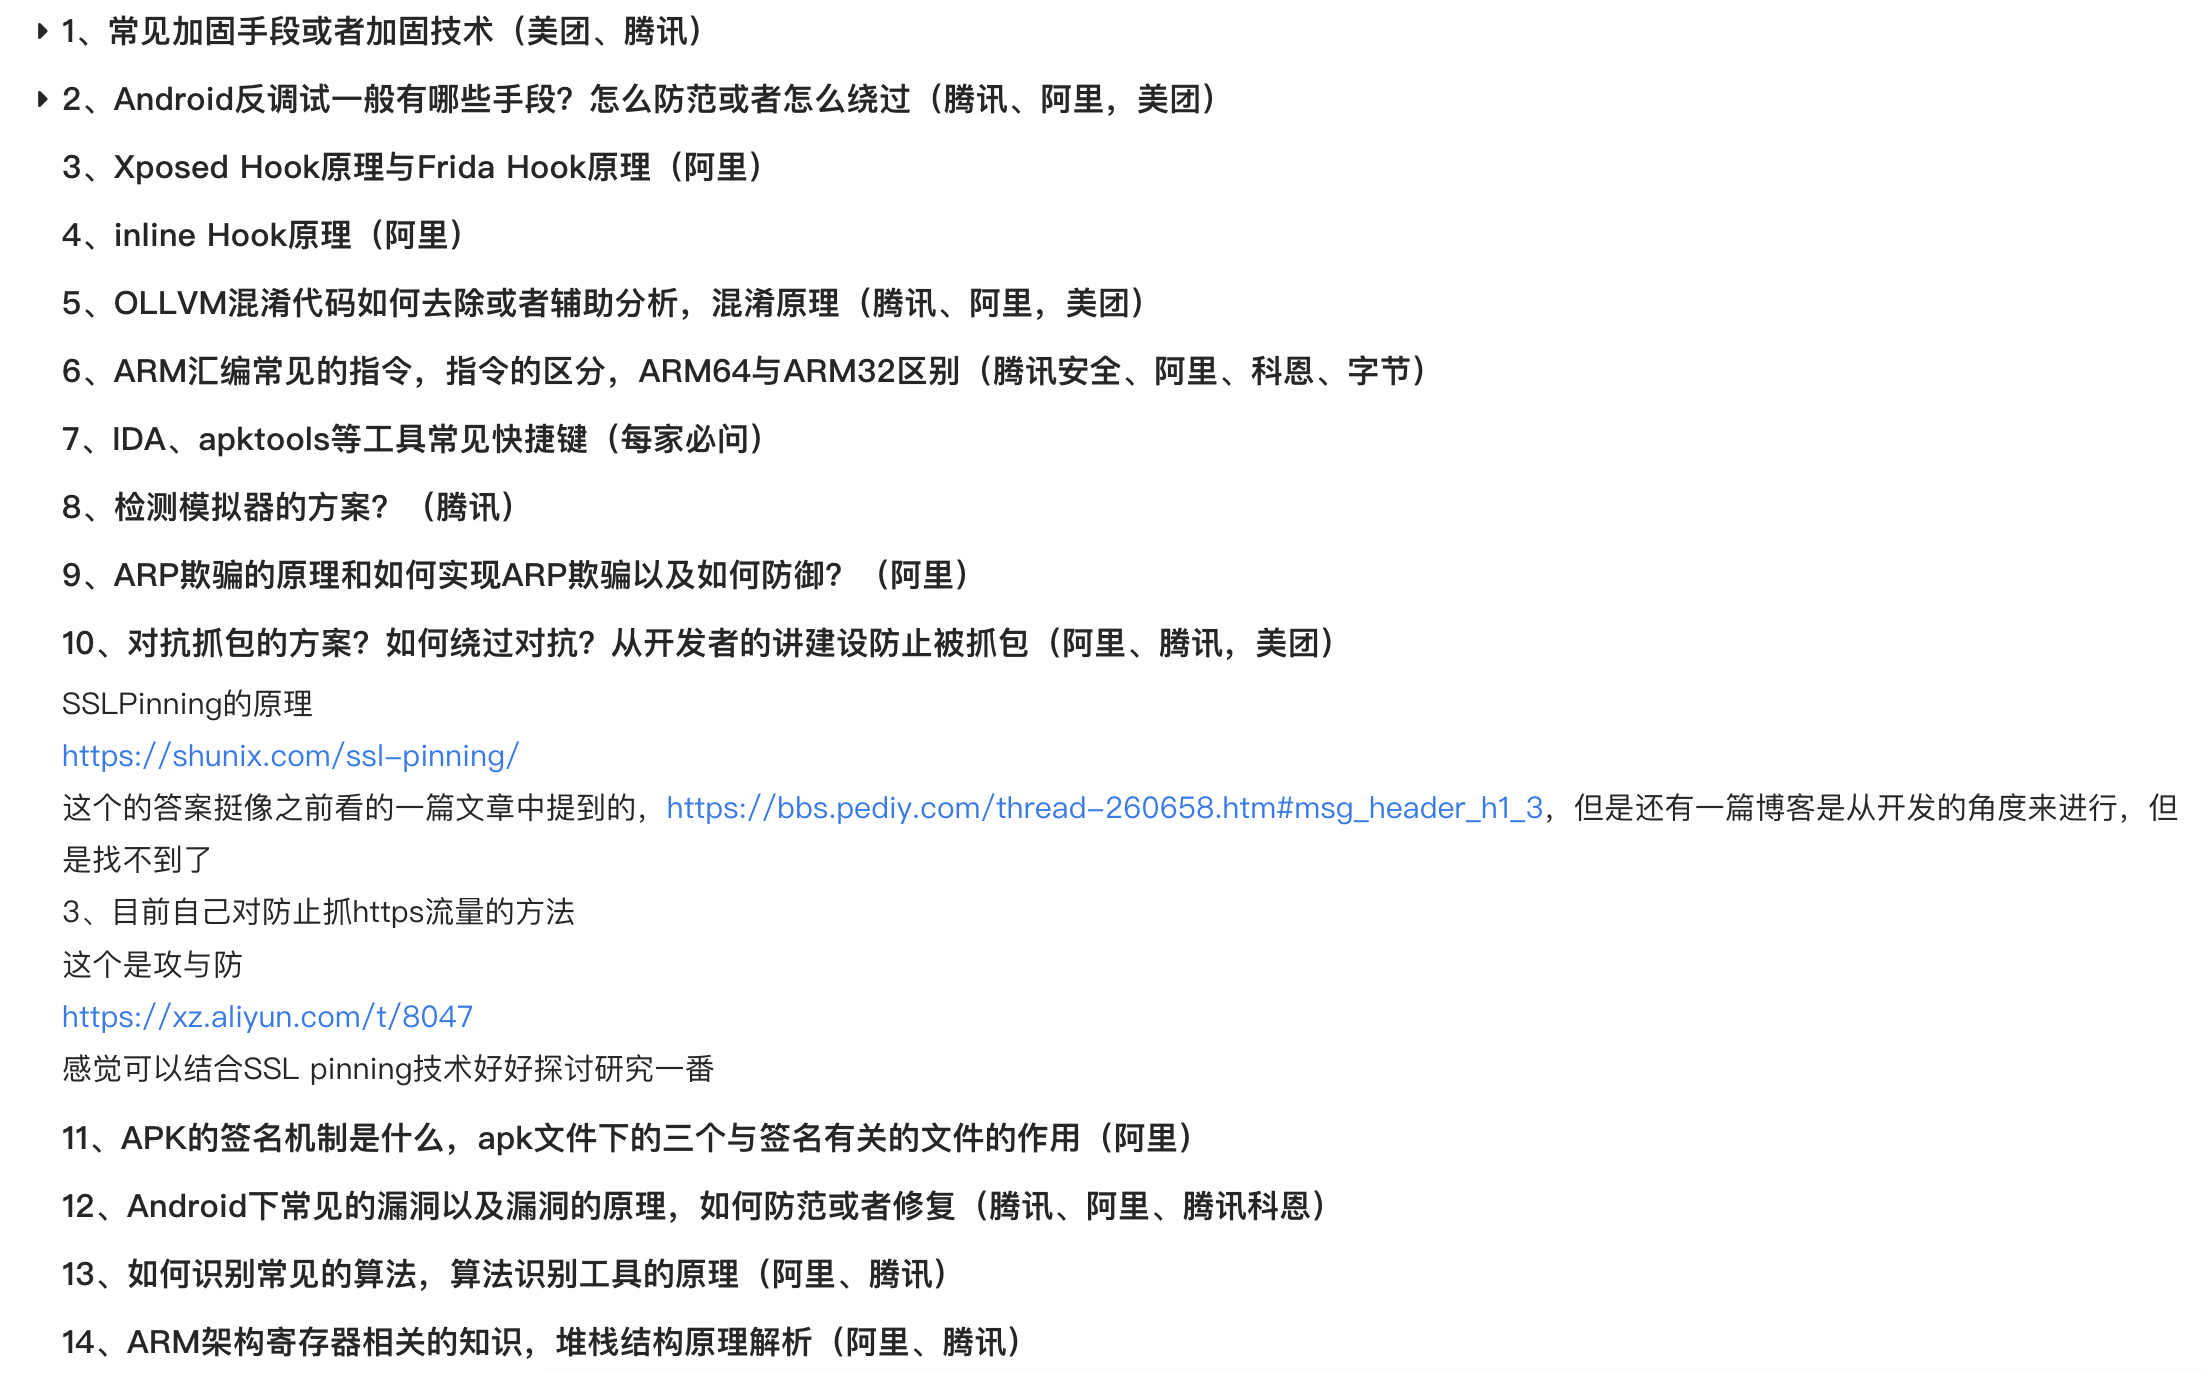 1、常见加固手段或者加固技术（美团、腾讯）
2、Android反调试一般有哪些手段？怎么防范或者怎么绕过（腾讯、阿里，美团）
3、Xposed Hook原理与Frida Hook原理（阿里）
4、inline Hook原理（阿里）
5、OLLVM混淆代码如何去除或者辅助分析，混淆原理（腾讯、阿里，美团）
6、ARM汇编常见的指令，指令的区分，ARM64与ARM32区别（腾讯安全、阿里、科恩、字节）
7、IDA、apktools等工具常见快捷键（每家必问）
8、检测模拟器的方案？（腾讯）
9、ARP欺骗的原理和如何实现ARP欺骗以及如何防御？（阿里）
10、对抗抓包的方案？如何绕过对抗？从开发者的讲建设防止被抓包（阿里、腾讯，美团）
SSLPinning的原理
https://shunix.com/ssl-pinning/
这个的答案挺像之前看的一篇文章中提到的，https://bbs.pediy.com/thread-260658.htm#msg_header_h1_3，但是还有一篇博客是从开发的角度来进行，但
是找不到了
3、目前自己对防止抓https流量的方法
这个是攻与防
https://xz.aliyun.com/t/8047
感觉可以结合SSL pinning技术好好探讨研究一番
11、APK的签名机制是什么，apk文件下的三个与签名有关的文件的作用（阿里）
12、Android下常见的漏洞以及漏洞的原理，如何防范或者修复（腾讯、阿里、腾讯科恩）
13、如何识别常见的算法，算法识别工具的原理（阿里、腾讯）
14、ARM架构寄存器相关的知识，堆栈结构原理解析（阿里、腾讯）